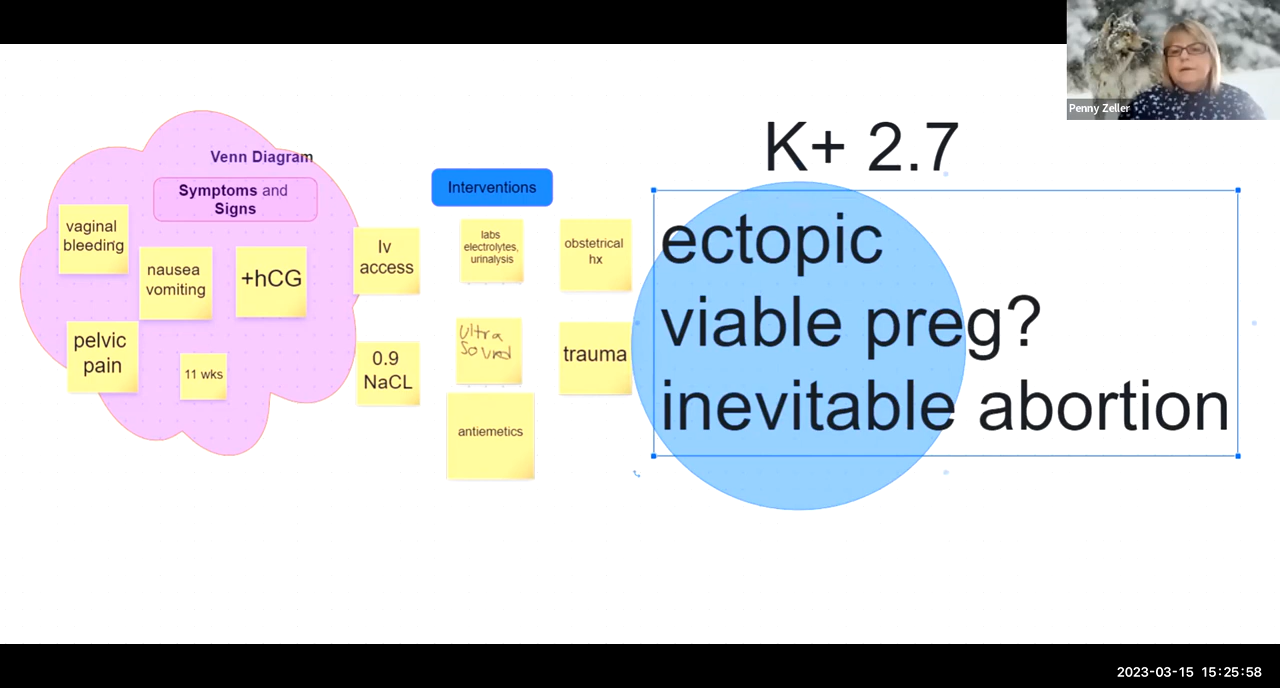 Penny Zeller
K+ 2.7
Venn Diagram
Symptoms and
Signs
vaginal
bleeding
nausea
vomiting
+hCG
pelvic
pain
11 wks
Interventions
Iv
access
labs
electrolytes,
urinalysis
obstetrical
hx
0.9
NaCL
Ultra
Sound
trauma
antiemetics
ectopic
viable preg?
inevitable abortion
2023-03-15 15:25:58